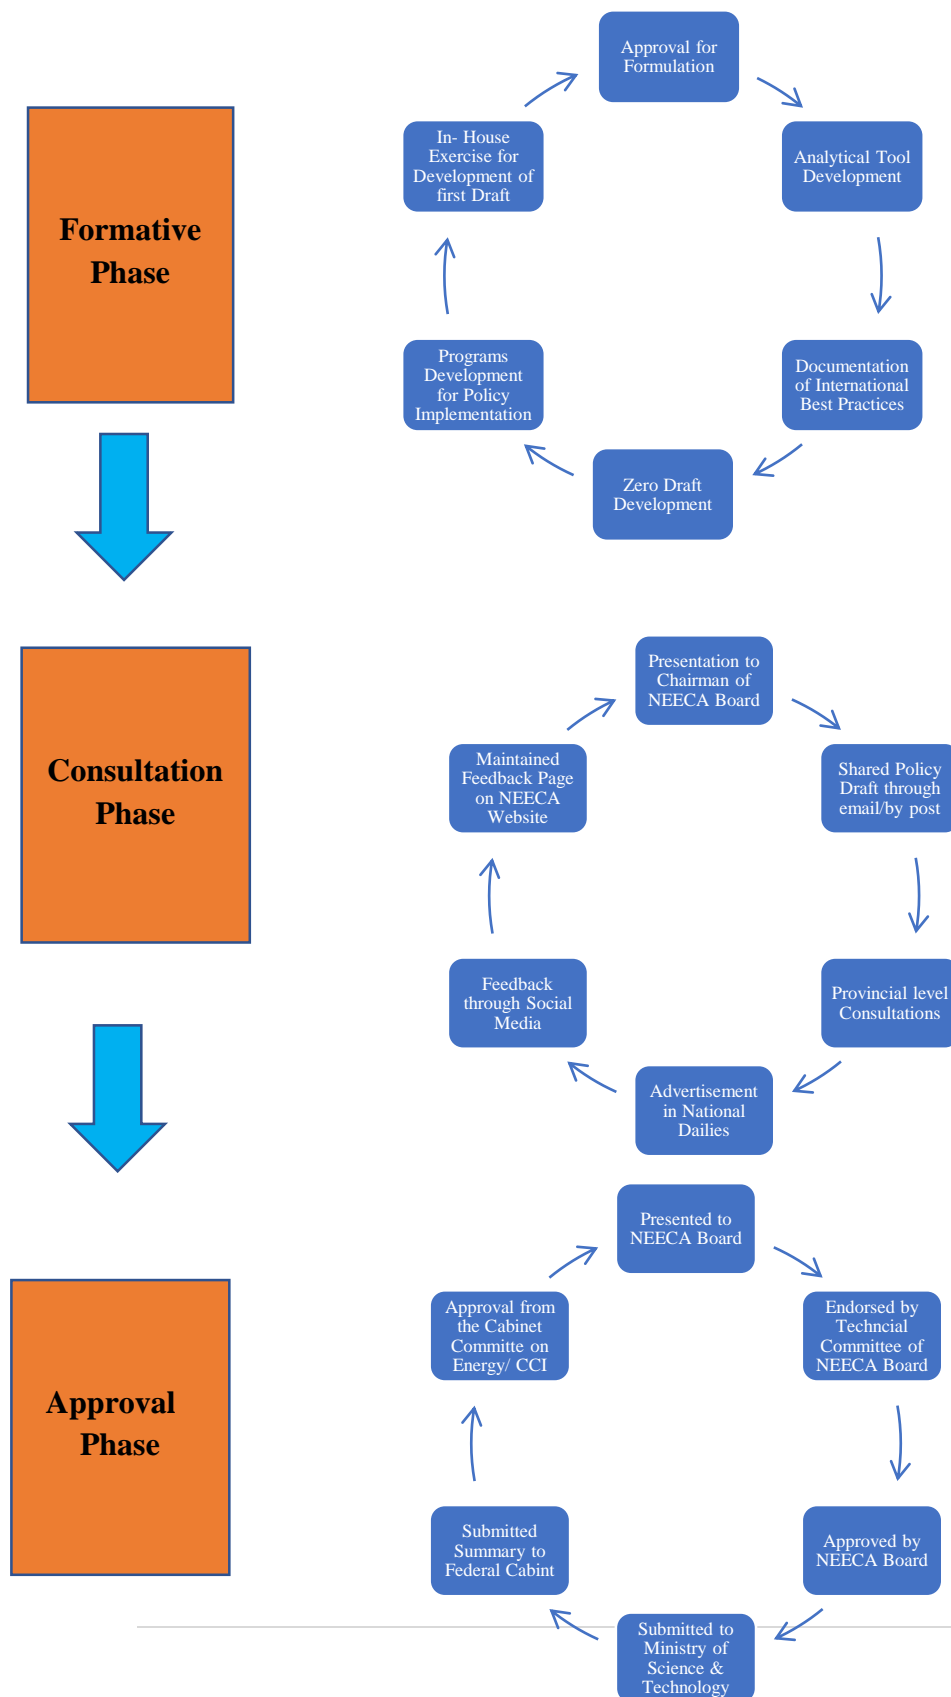 Formative
Phase
Approval for
Formulation
Analytical Tool
Development
Documentation
of International
Best Practices
Zero Draft
Development
Programs
Development
for Policy
Implementation
In- House
Exercise for
Development of
first Draft
Consultation
Phase
Presentation to
Chairman of
NEECA Board
Shared Policy
Draft through
email/by post
Provincial level
Consultations
Advertisement
in National
Dailies
Feedback
through Social
Media
Maintained
Feedback Page
on NEECA
Website
Approval
Phase
Presented to
NEECA Board
Endorsed by
Techncial
Committee of
NEECA Board
Approved by
NEECA Board
Submitted to
Ministry of
Science &
Technology
Submitted
Summary to
Federal Cabint
Approval from
the Cabinet
Committe on
Energy/ CCI